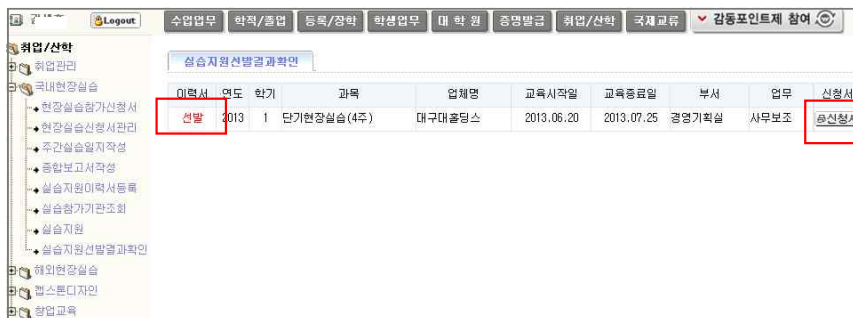 Logout
수업업무 학적/졸업 등록/장학 학생업무 대 학 원 증명발급 취업/산학 국제교류 감동포인트제 참여
취업/산학
취업관리
국내현장실습
현장실습참가신청서
현장실습신청서관리
주간실습일지작성
종합보고서작성
실습지원이력서등록
실습참가기관조회
실습지원
실습지원선발결과확인
해외현장실습
캡스톤디자인
창업교육
실습지원선발결과확인
이력서 연도 학기 과목 업체명 교육시작일 교육종료일 부서 업무 신청서
선발 2013 1 단기현장실습(4주) 대구대홀딩스 2013.06.20 2013.07.25 경영기획실 사무보조 신청서